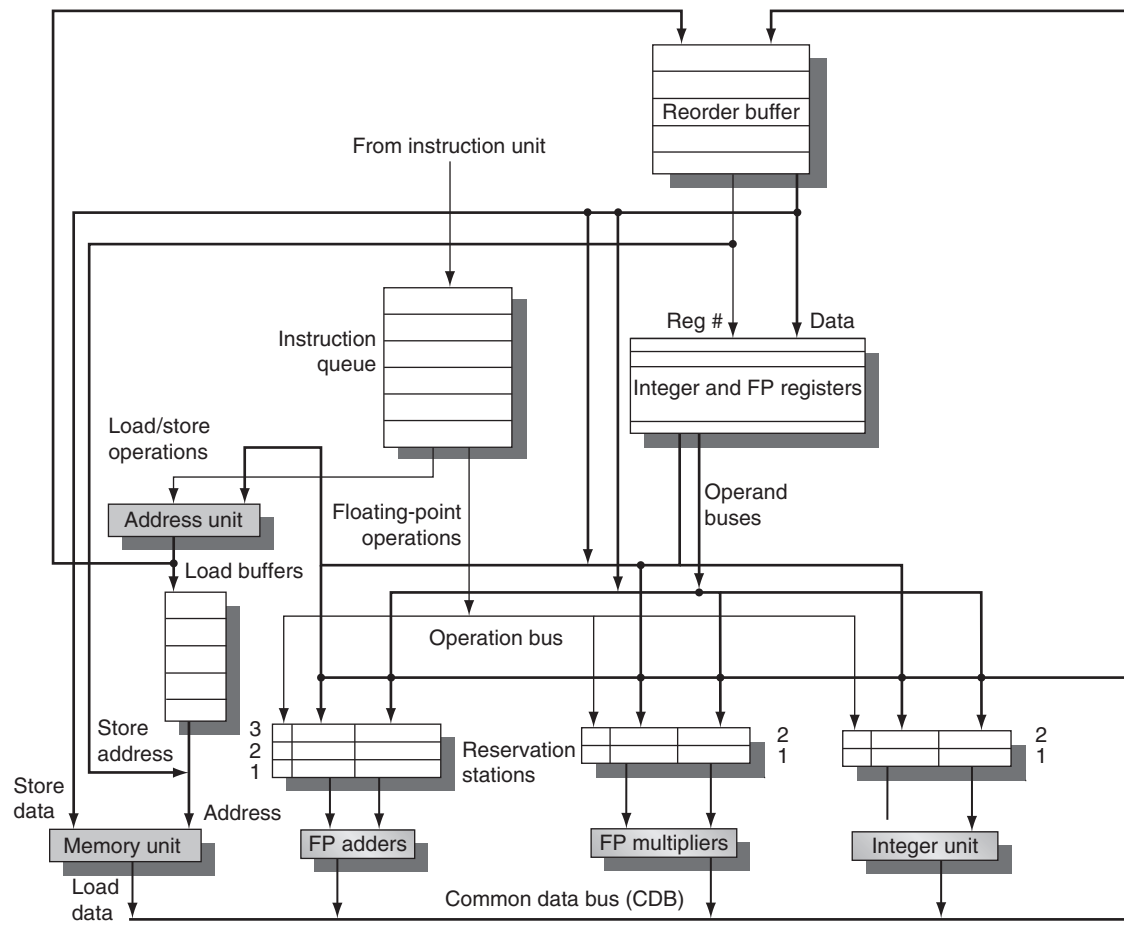 Reorder buffer
From instruction unit
Reg #
Data
Instruction
queue
Integer and FP registers
Load/store
operations
Operand
buses
Address unit
Floating-point
operations
Load buffers
Operation bus
Store
address
3
2
1
Reservation
stations
2
1
2
1
Store
data
Address
Memory unit
FP adders
FP multipliers
Integer unit
Load
data
Common data bus (CDB)